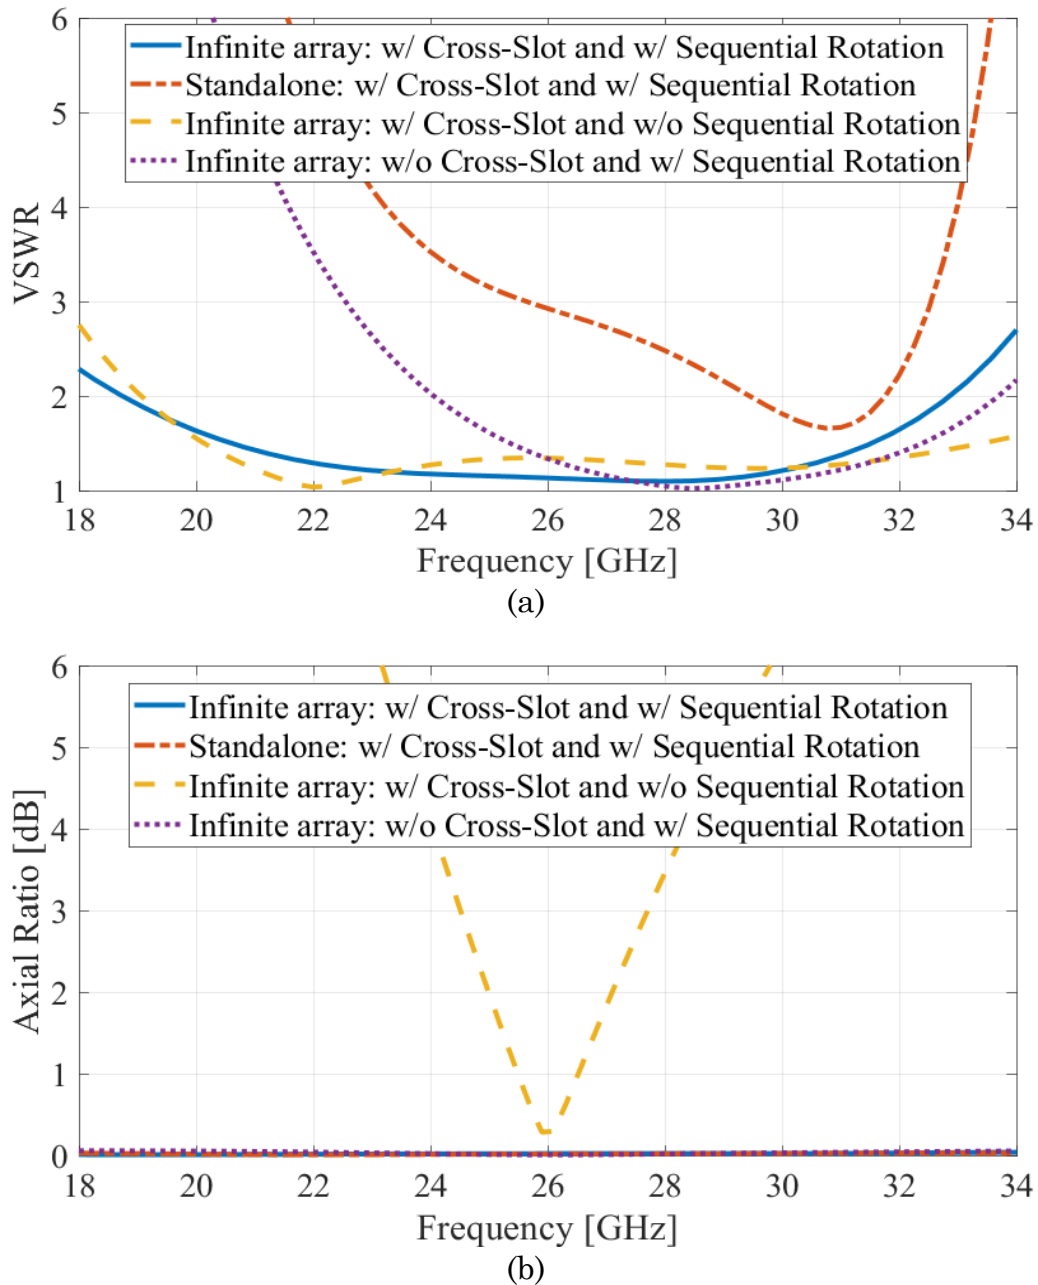 6
5
4
3
2
1
VSWR
Infinite array: w/ Cross-Slot and w/ Sequential Rotation
Standalone: w/ Cross-Slot and w/ Sequential Rotation
Infinite array: w/ Cross-Slot and w/o Sequential Rotation
Infinite array: w/o Cross-Slot and w/ Sequential Rotation
18 20 22 24 26 28 30 32 34
Frequency [GHz]
(a)
6
5
4
3
2
1
0
Axial Ratio [dB]
Infinite array: w/ Cross-Slot and w/ Sequential Rotation
Standalone: w/ Cross-Slot and w/ Sequential Rotation
Infinite array: w/ Cross-Slot and w/o Sequential Rotation
Infinite array: w/o Cross-Slot and w/ Sequential Rotation
18 20 22 24 26 28 30 32 34
Frequency [GHz]
(b)